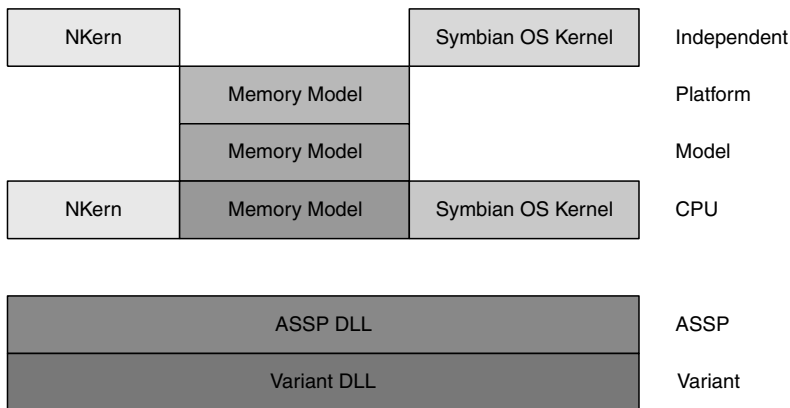 NKern Symbian OS Kernel Independent
Memory Model Platform
Memory Model Model
NKern Memory Model Symbian OS Kernel CPU
ASSP DLL ASSP
Variant DLL Variant